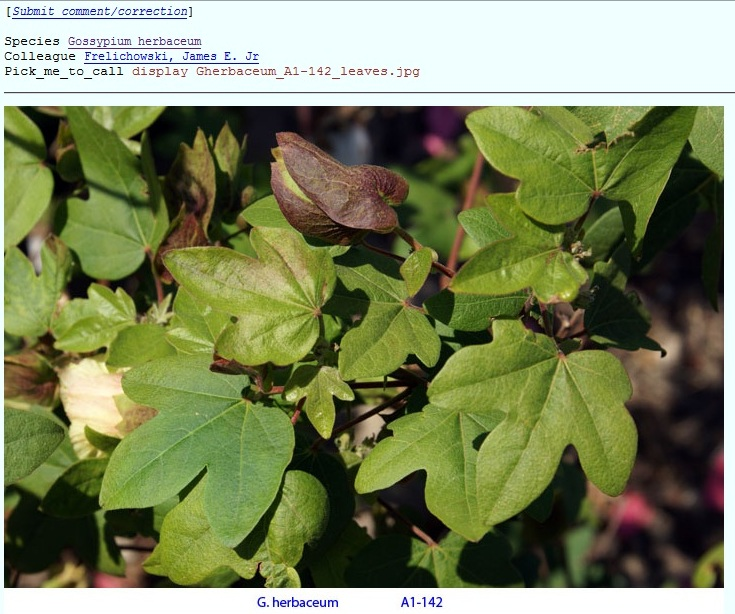 [Submit comment/correction]
Species Gossypium herbaceum
Colleague Frelichowski, James E. Jr
Pick_me_to_call display Gherbaceum_A1-142_leaves.jpg
G. herbaceum A1-142